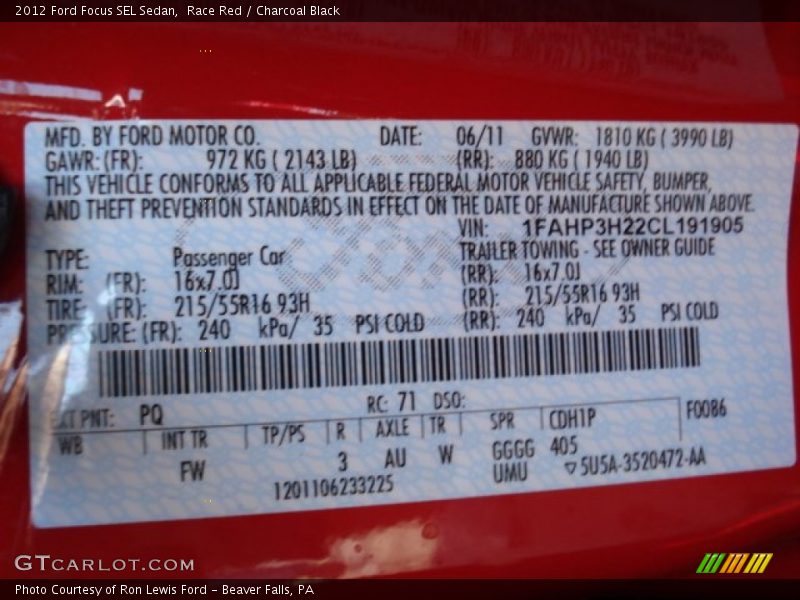 2012 Ford Focus SEL Sedan, Race Red / Charcoal Black
MFD. BY FORD MOTOR CO. DATE: 06/11 GVWR: 1810 KG ( 3990 LB)
GAWR: (FR): 972 KG ( 2143 LB) (RR): 880 KG ( 1940 LB)
THIS VEHICLE CONFORMS TO ALL APPLICABLE FEDERAL MOTOR VEHICLE SAFETY, BUMPER,
AND THEFT PREVENTION STANDARDS IN EFFECT ON THE DATE OF MANUFACTURE SHOWN ABOVE.
VIN: 1FAHP3H22CL191905
TYPE: Passenger Car TRAILER TOWING - SEE OWNER GUIDE
RIM: (FR): 16x7.0J (RR): 16x7.0J
TIRE: (FR): 215/55R16 93H (RR): 215/55R16 93H
PRESSURE: (FR): 240 kPa/ 35 PSI COLD (RR): 240 kPa/ 35 PSI COLD
EXT PNT: PQ RC: 71 DSO: F0086
WB INT TR TP/PS R AXLE TR SPR CDH1P
FW 3 AU W GGGG 405
1201106233225 UMU ▽5U5A-3520472-AA
GTCARLOT.COM
Photo Courtesy of Ron Lewis Ford - Beaver Falls, PA